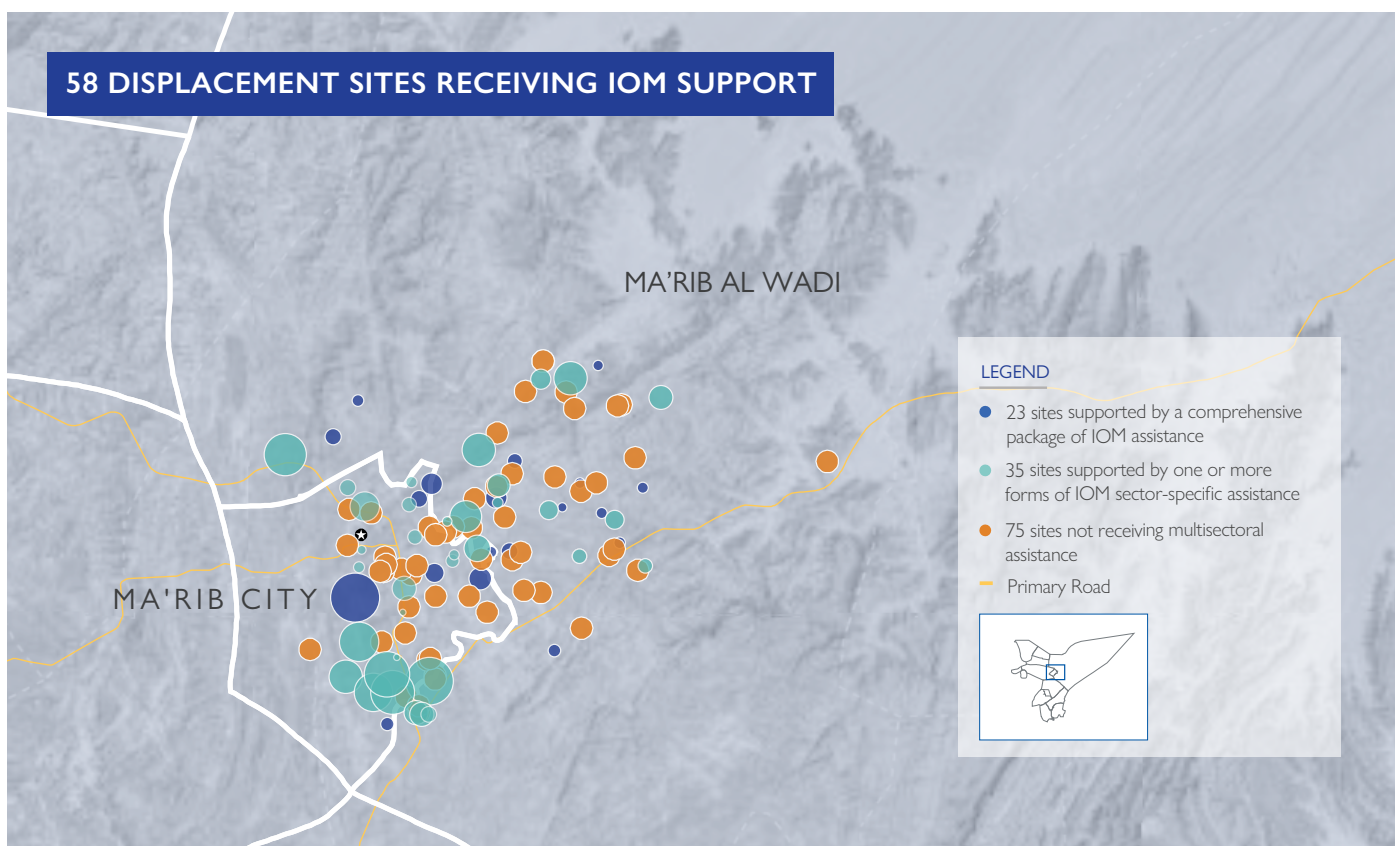 58 DISPLACEMENT SITES RECEIVING IOM SUPPORT
MA'RIB AL WADI
MA'RIB CITY
LEGEND
23 sites supported by a comprehensive
package of IOM assistance
35 sites supported by one or more
forms of IOM sector-specific assistance
75 sites not receiving multisectoral
assistance
Primary Road